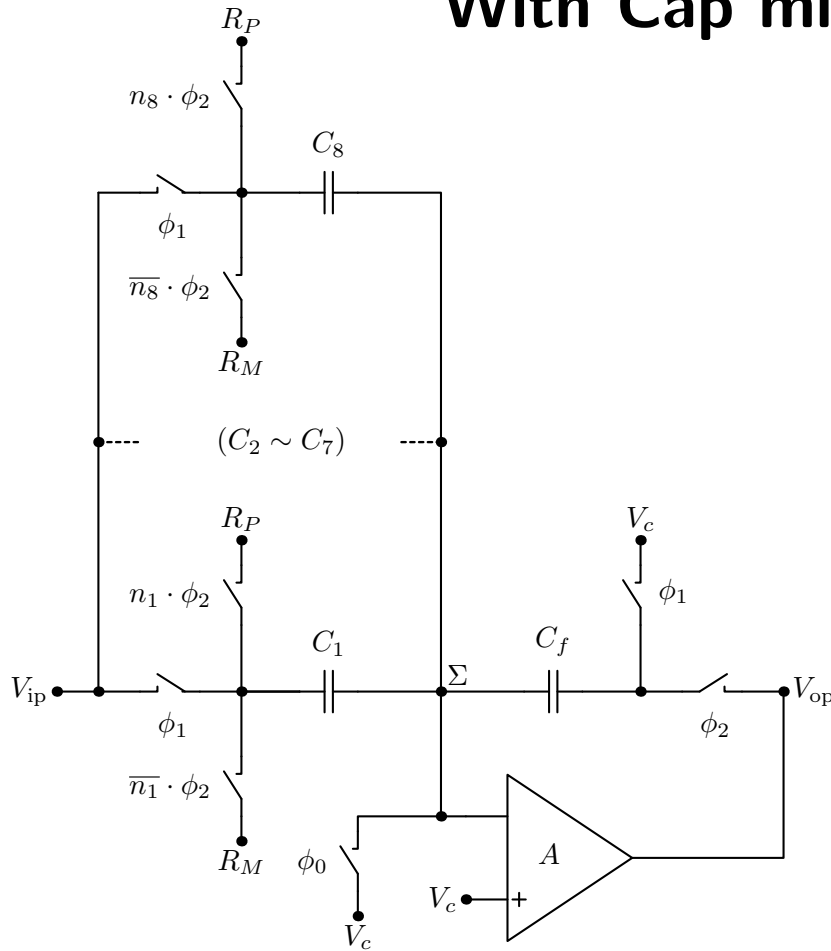 With Cap mi
R_P
n_8 · ϕ_2
C_8
ϕ_1
\overline{n_8} · ϕ_2
R_M
(C_2 ∼ C_7)
R_P
V_c
n_1 · ϕ_2
ϕ_1
C_1
C_f
Σ
V_ip
V_op
ϕ_1
ϕ_2
\overline{n_1} · ϕ_2
R_M
ϕ_0
A
V_c
+
V_c